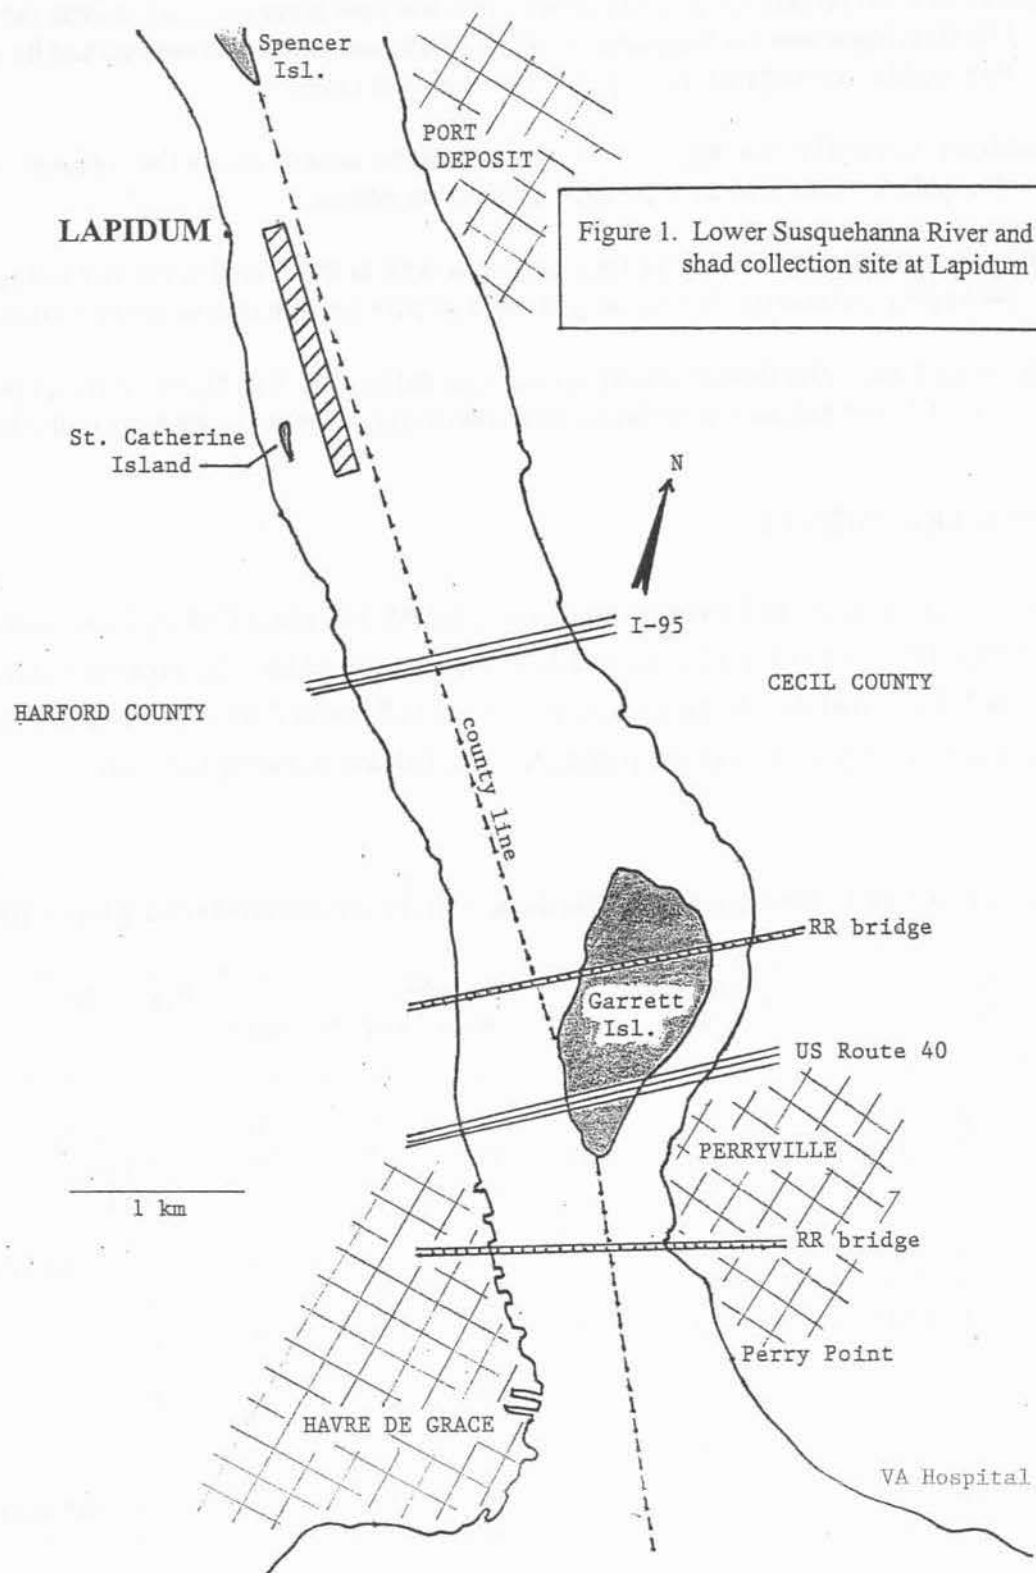 Spencer
Isl.
PORT
DEPOSIT
LAPIDUM
Figure 1. Lower Susquehanna River and
shad collection site at Lapidum
St. Catherine
Island
N
I-95
CECIL COUNTY
HARFORD COUNTY
county line
RR bridge
Garrett
Isl.
US Route 40
PERRYVILLE
1 km
RR bridge
Perry Point
HAVRE DE GRACE
VA Hospital